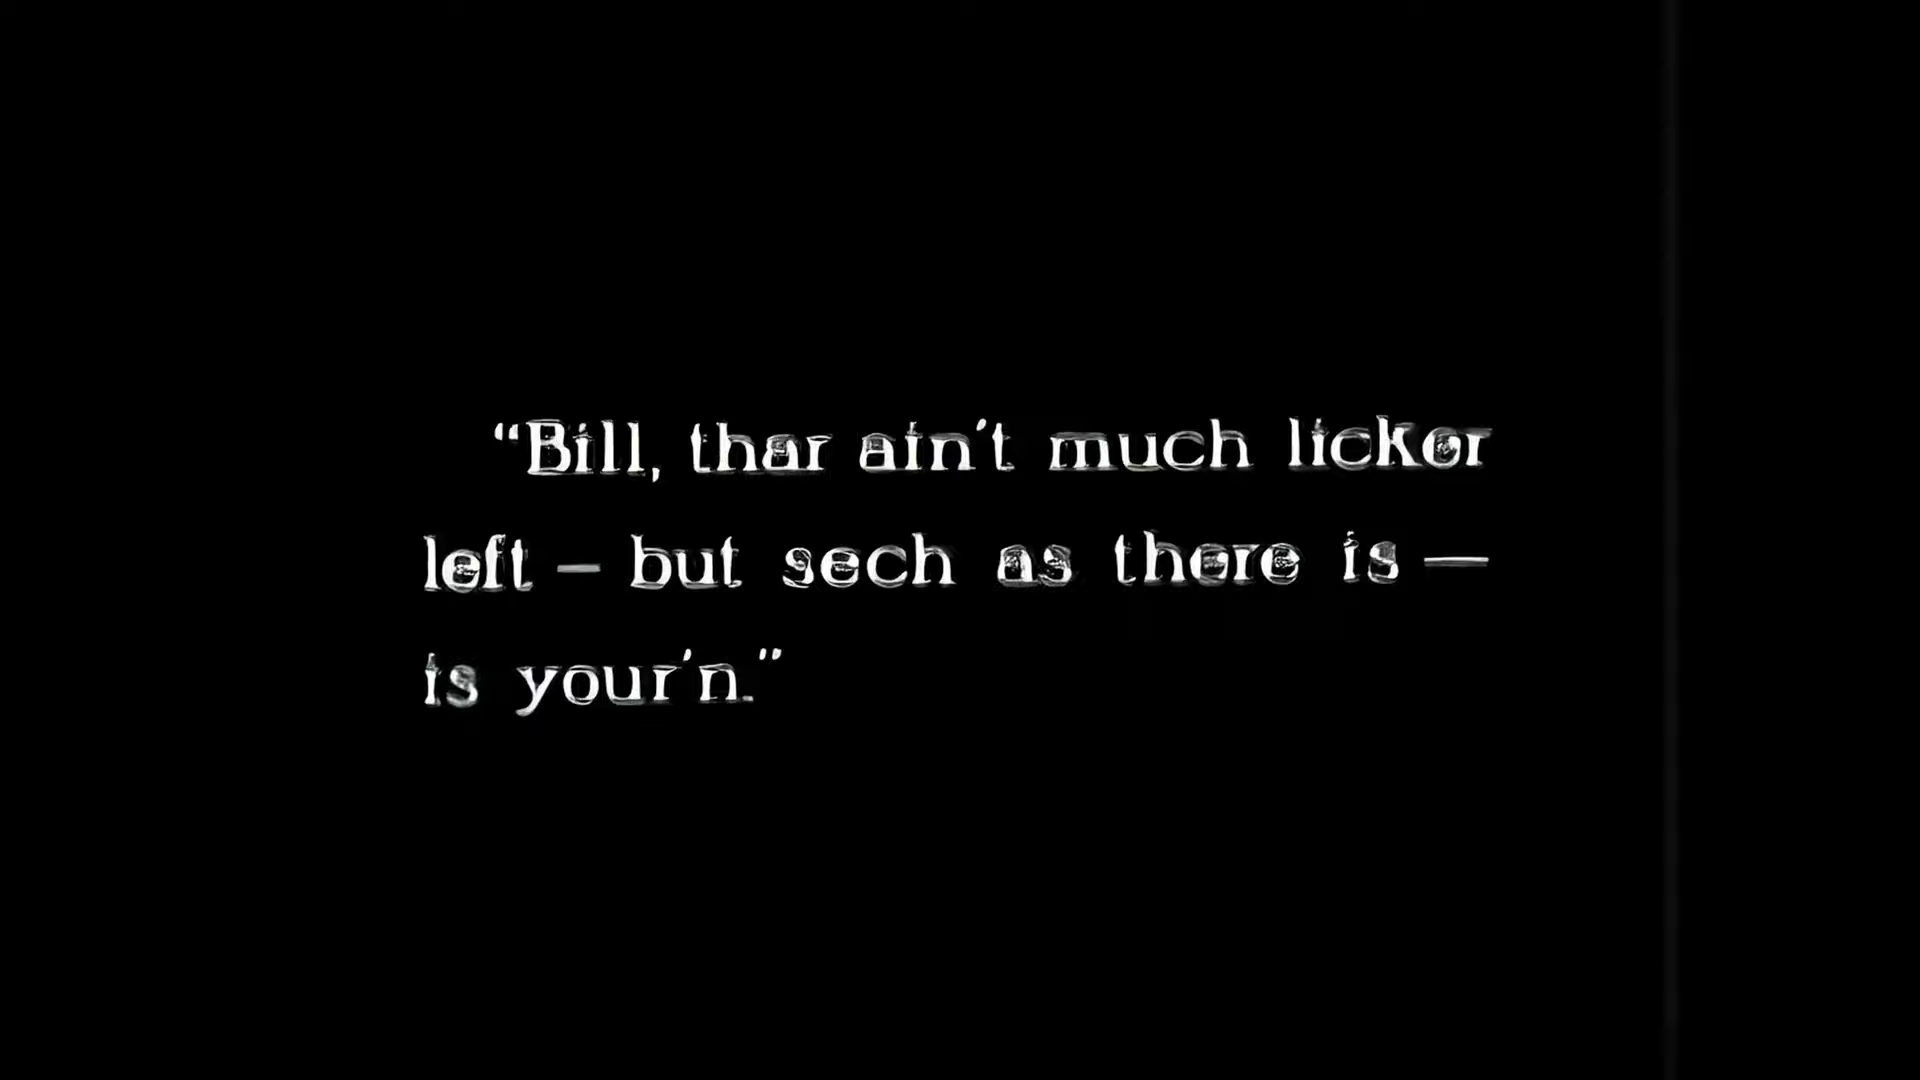 "Bill, thar ain't much licker
left – but sech as there is —
is your'n."